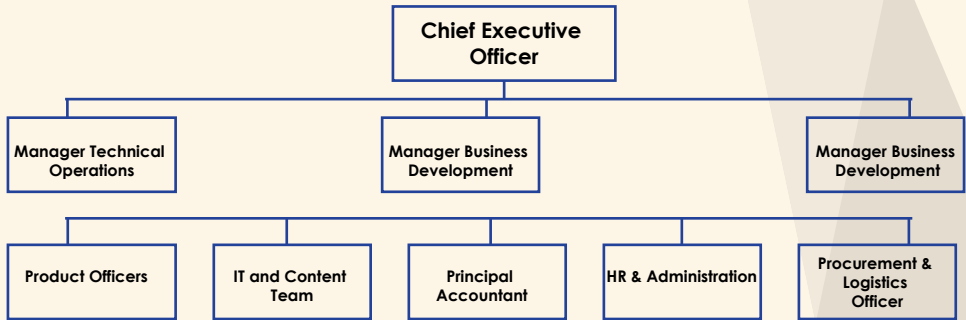 Chief Executive
Officer
Manager Technical
Operations
Manager Business
Development
Manager Business
Development
Product Officers
IT and Content
Team
Principal
Accountant
HR & Administration
Procurement &
Logistics
Officer